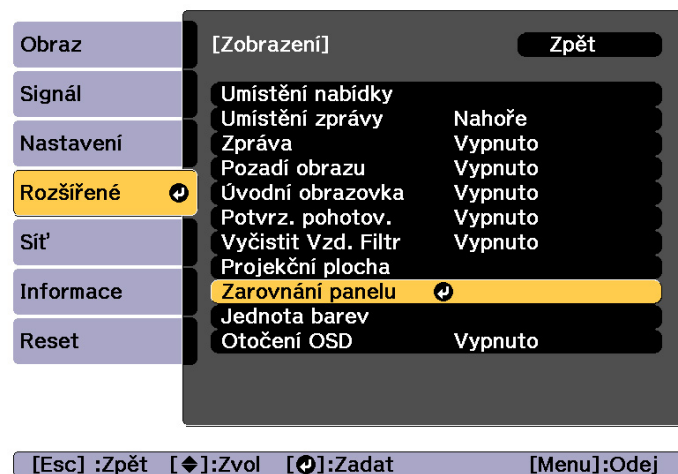 Obraz
Signál
Nastavení
Rozšířené
Síť
Informace
Reset
[Zobrazení] Zpět
Umístění nabídky
Umístění zprávy Nahoře
Zpráva Vypnuto
Pozadí obrazu Vypnuto
Úvodní obrazovka Vypnuto
Potvrz. pohotov. Vypnuto
Vyčistit Vzd. Filtr Vypnuto
Projekční plocha
Zarovnání panelu
Jednota barev
Otočení OSD Vypnuto
[Esc] :Zpět [◆]:Zvol [↵]:Zadat [Menu]:Odej